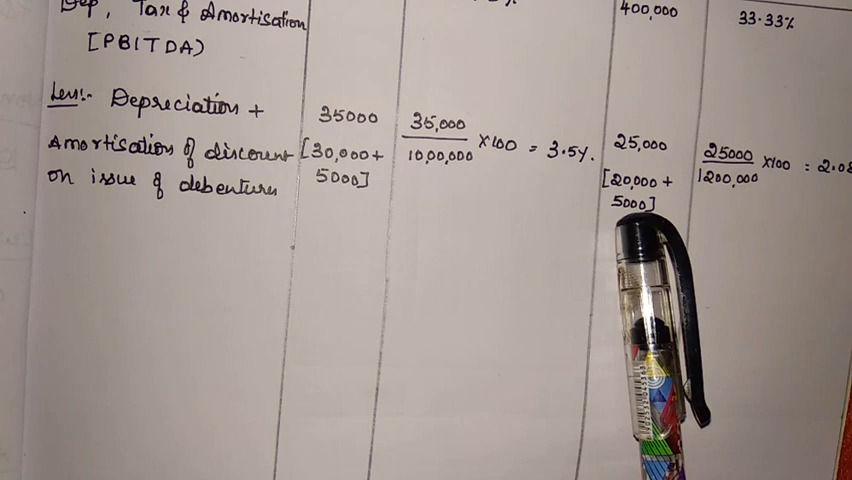 Dep, Tax & Amortisation 400,000 33.33%
[PBITDA)
Less:- Depreciation + 35000 35,000/10,00,000 ×100 = 3.5%. 25,000 25000/1200,000 ×100 = 2.08
Amortisation of discount [30,000 + [20,000 +
on issue of debentures 5000] 5000]